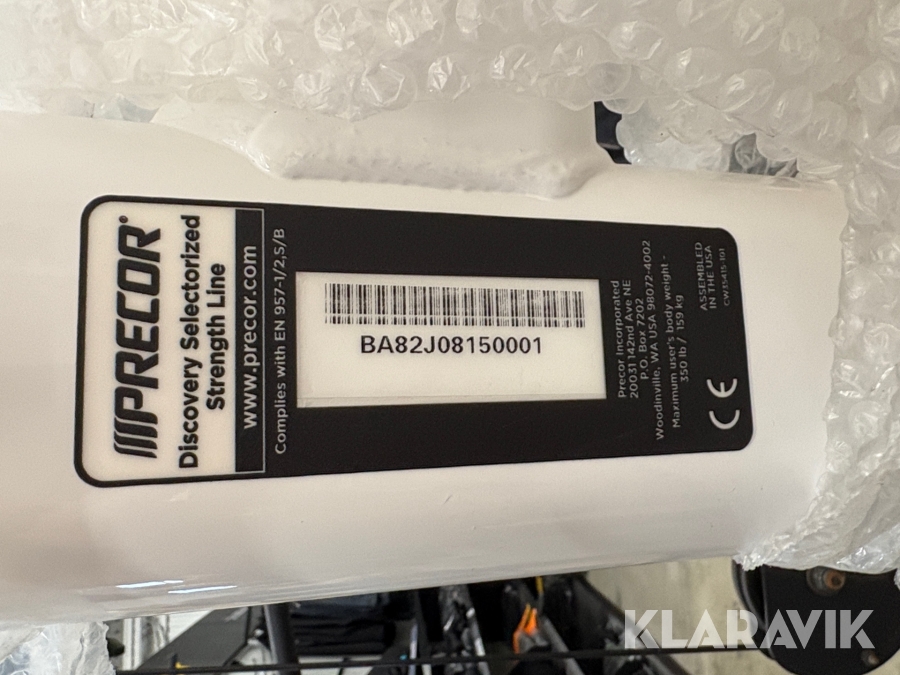 PRECOR®
Discovery Selectorized
Strength Line
www.precor.com
Complies with EN 957-1/2,S/B
BA82J08150001
Precor Incorporated
20031 142nd Ave NE
P.O. Box 7202
Woodinville, WA USA 98072-4002
Maximum user's body weight -
350 lb / 159 kg
CE
ASSEMBLED
IN THE USA
CW35415-101
KLARAVIK